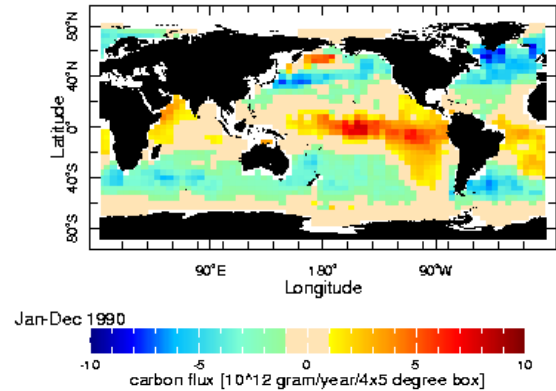 80°N
40°N
0°
40°S
80°S
Latitude
90°E 180° 90°W
Longitude
Jan-Dec 1990
-10 -5 0 5 10
carbon flux [10^12 gram/year/4x5 degree box]